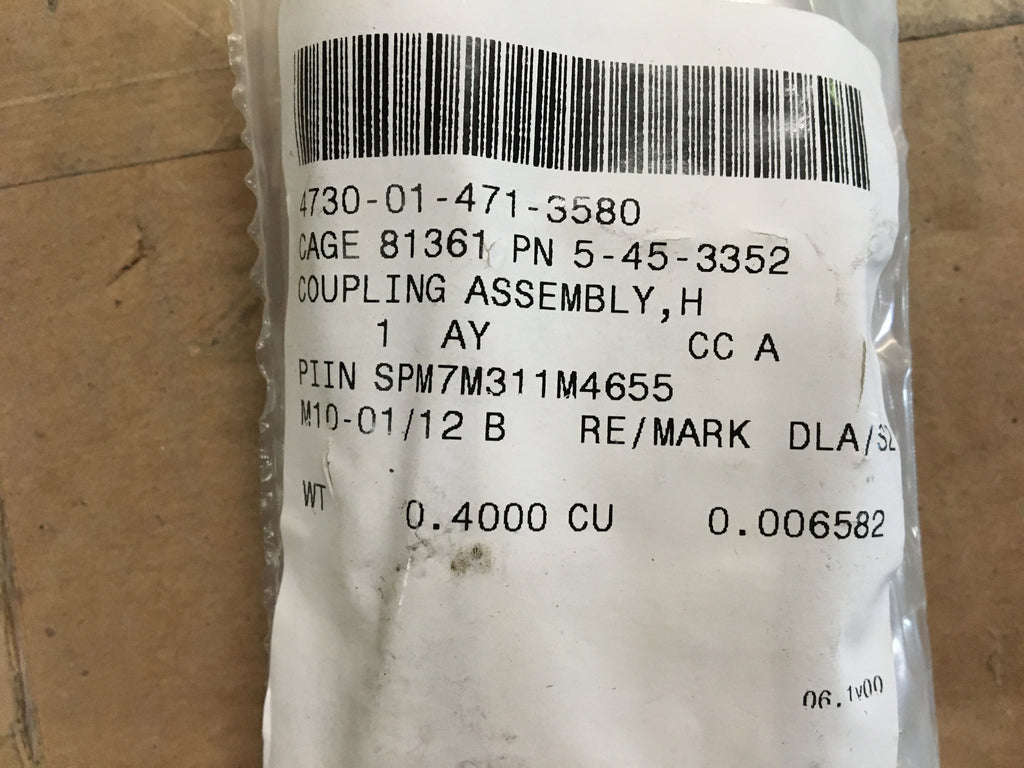 4730-01-471-3580
CAGE 81361 PN 5-45-3352
COUPLING ASSEMBLY,H
1 AY CC A
PIIN SPM7M311M4655
M10-01/12 B RE/MARK DLA/SL
WT 0.4000 CU 0.006582
06.1v00